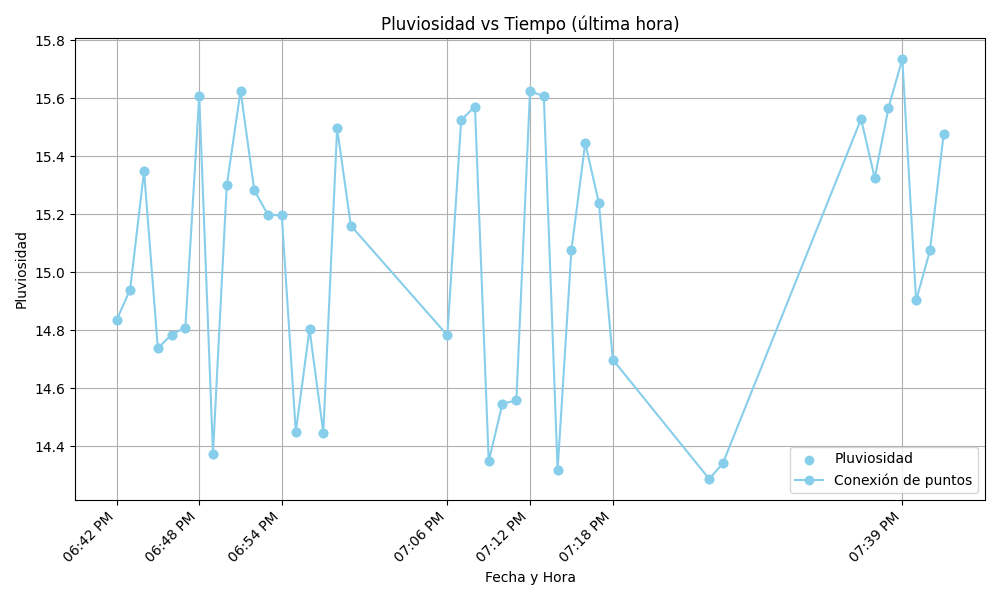 Pluviosidad vs Tiempo (última hora)
Pluviosidad
15.8
15.6
15.4
15.2
15.0
14.8
14.6
14.4
06:42 PM
06:48 PM
06:54 PM
07:06 PM
07:12 PM
07:18 PM
07:39 PM
Fecha y Hora
Pluviosidad
Conexión de puntos